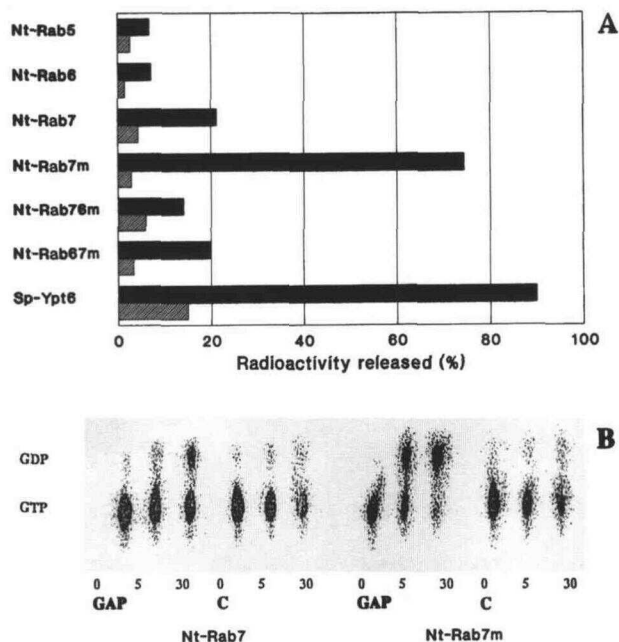 A
Nt-Rab5
Nt-Rab6
Nt-Rab7
Nt-Rab7m
Nt-Rab76m
Nt-Rab67m
Sp-Ypt6
0 20 40 60 80 100
Radioactivity released (%)
B
GDP
GTP
0 5 30 0 5 30 0 5 30 0 5 30
GAP C GAP C
Nt-Rab7 Nt-Rab7m